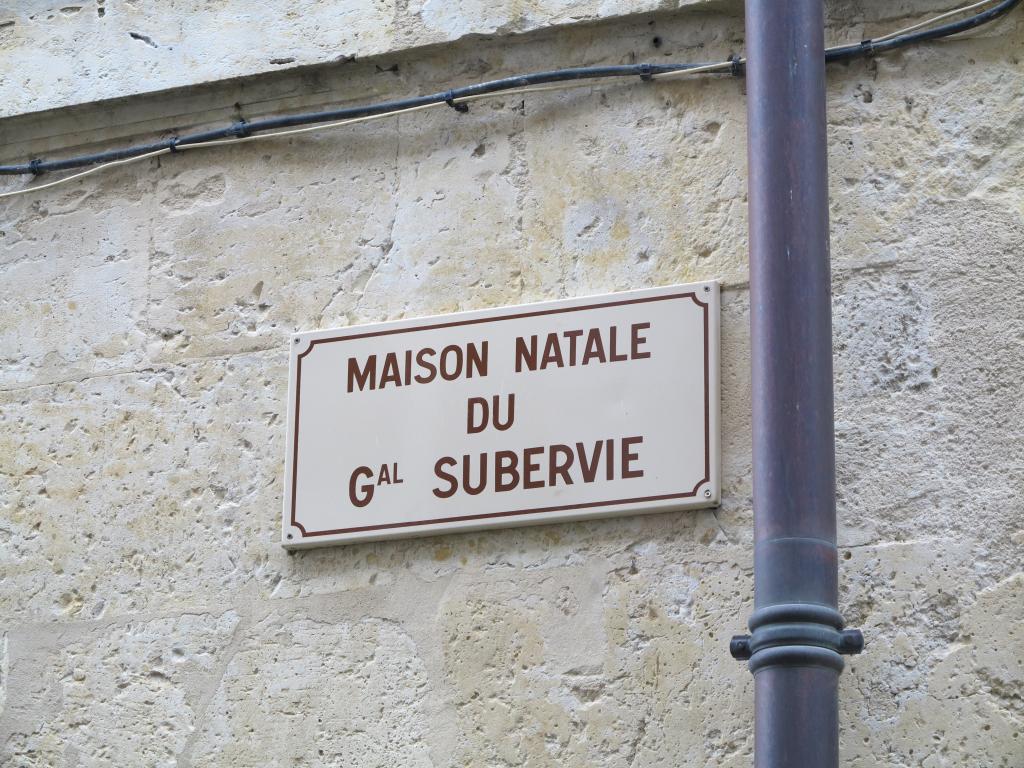 MAISON NATALE
DU
GAL SUBERVIE